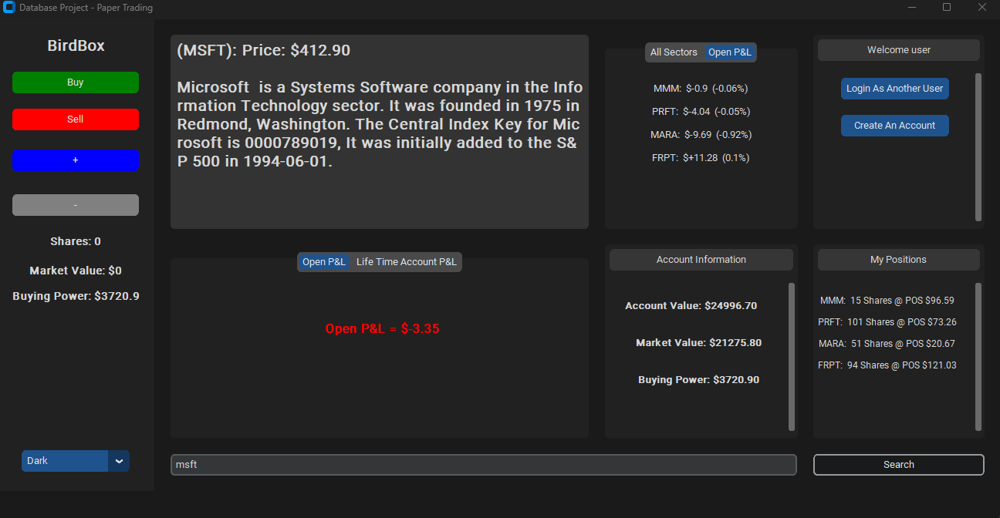 Database Project - Paper Trading
BirdBox
Buy
Sell
+
-
Shares: 0
Market Value: $0
Buying Power: $3720.9
Dark
(MSFT): Price: $412.90
Microsoft  is a Systems Software company in the Info
rmation Technology sector. It was founded in 1975 in
Redmond, Washington. The Central Index Key for Mic
rosoft is 0000789019, It was initially added to the S&
P 500 in 1994-06-01.
All Sectors Open P&L
MMM: $-0.9 (-0.06%)
PRFT: $-4.04 (-0.05%)
MARA: $-9.69 (-0.92%)
FRPT: $+11.28 (0.1%)
Welcome user
Login As Another User
Create An Account
Open P&L Life Time Account P&L
Open P&L = $-3.35
Account Information
Account Value: $24996.70
Market Value: $21275.80
Buying Power: $3720.90
My Positions
MMM: 15 Shares @ POS $96.59
PRFT: 101 Shares @ POS $73.26
MARA: 51 Shares @ POS $20.67
FRPT: 94 Shares @ POS $121.03
msft
Search